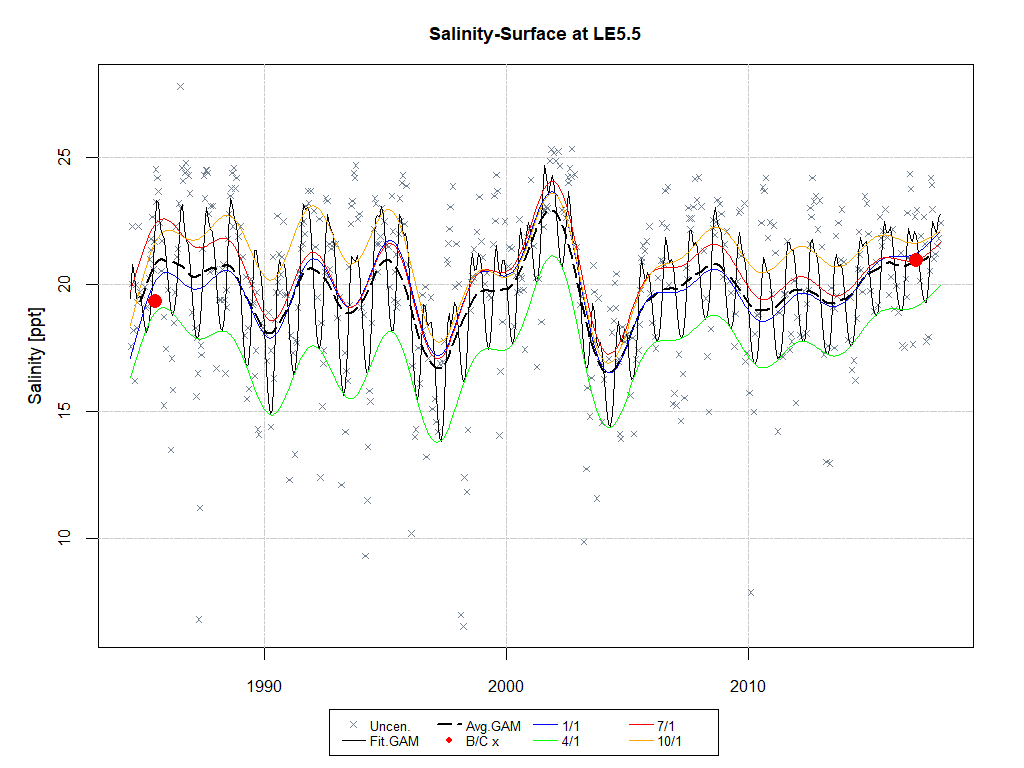 Salinity-Surface at LE5.5
Salinity [ppt]
25
20
15
10
1990 2000 2010
Uncen. Avg.GAM 1/1 7/1
Fit.GAM B/C x 4/1 10/1